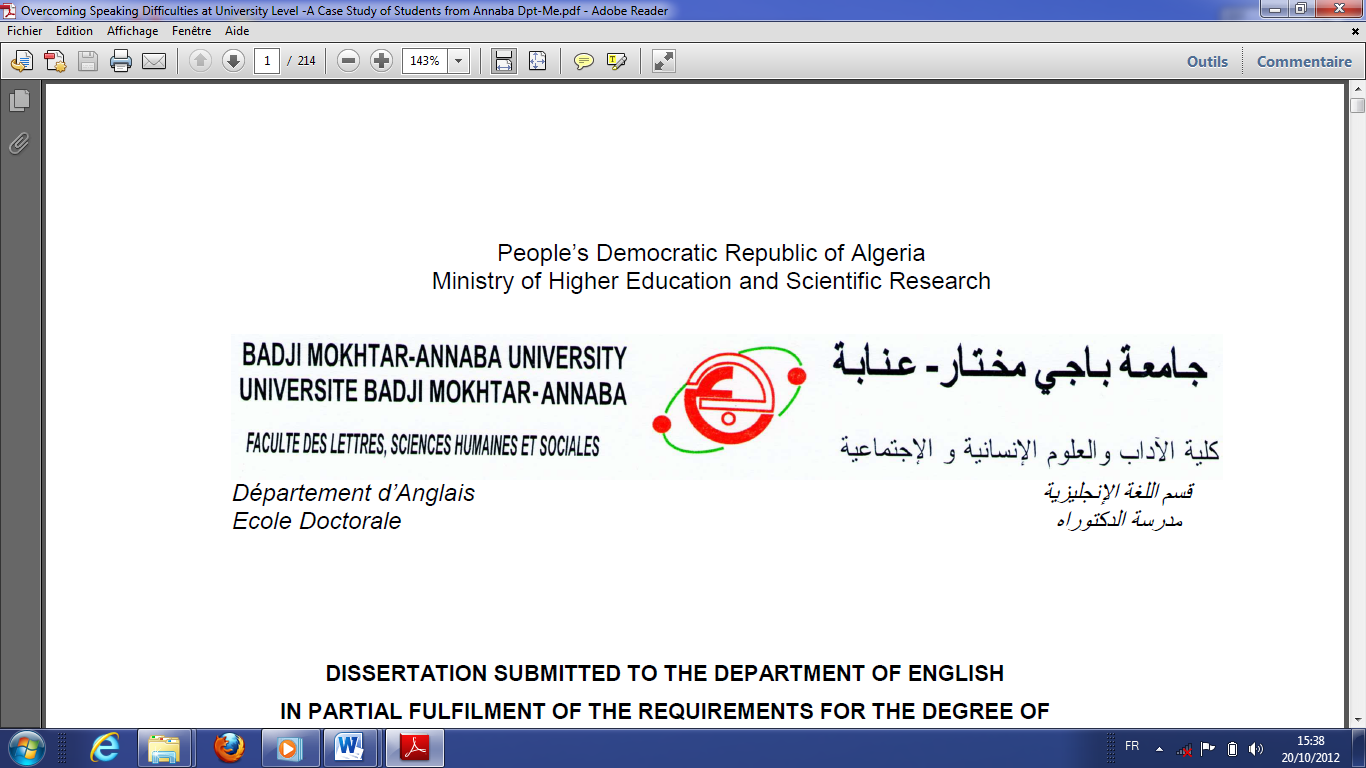 Overcoming Speaking Difficulties at University Level -A Case Study of Students from Annaba Dpt-Me.pdf - Adobe Reader
Fichier Edition Affichage Fenêtre Aide
1 / 214 143% Outils Commentaire
People’s Democratic Republic of Algeria
Ministry of Higher Education and Scientific Research
BADJI MOKHTAR-ANNABA UNIVERSITY
UNIVERSITE BADJI MOKHTAR-ANNABA
FACULTE DES LETTRES, SCIENCES HUMAINES ET SOCIALES
جامعة باجي مختار- عنابة
كلية الآداب والعلوم الإنسانية و الإجتماعية
Département d’Anglais
Ecole Doctorale
قسم اللغة الإنجليزية
مدرسة الدكتوراه
DISSERTATION SUBMITTED TO THE DEPARTMENT OF ENGLISH
IN PARTIAL FULFILMENT OF THE REQUIREMENTS FOR THE DEGREE OF
FR
15:38
20/10/2012